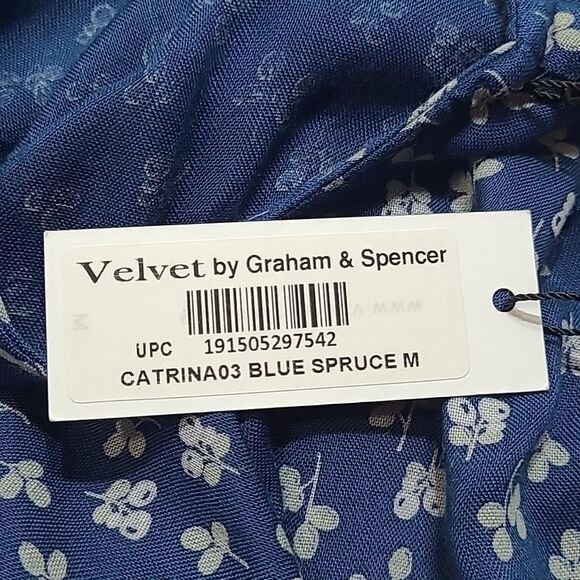 Velvet by Graham & Spencer
UPC 191505297542
CATRINA03 BLUE SPRUCE M